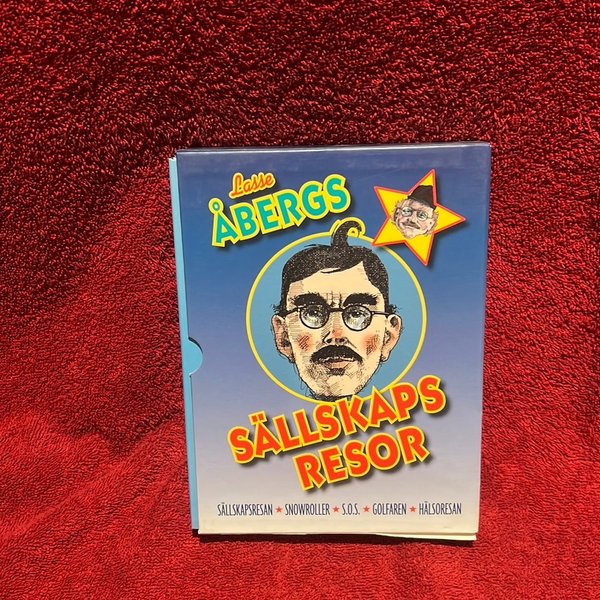 Lasse
ÅBERGS
SÄLLSKAPS
RESOR
SÄLLSKAPSRESAN ★ SNOWROLLER ★ S.O.S. ★ GOLFAREN ★ HÄLSORESAN